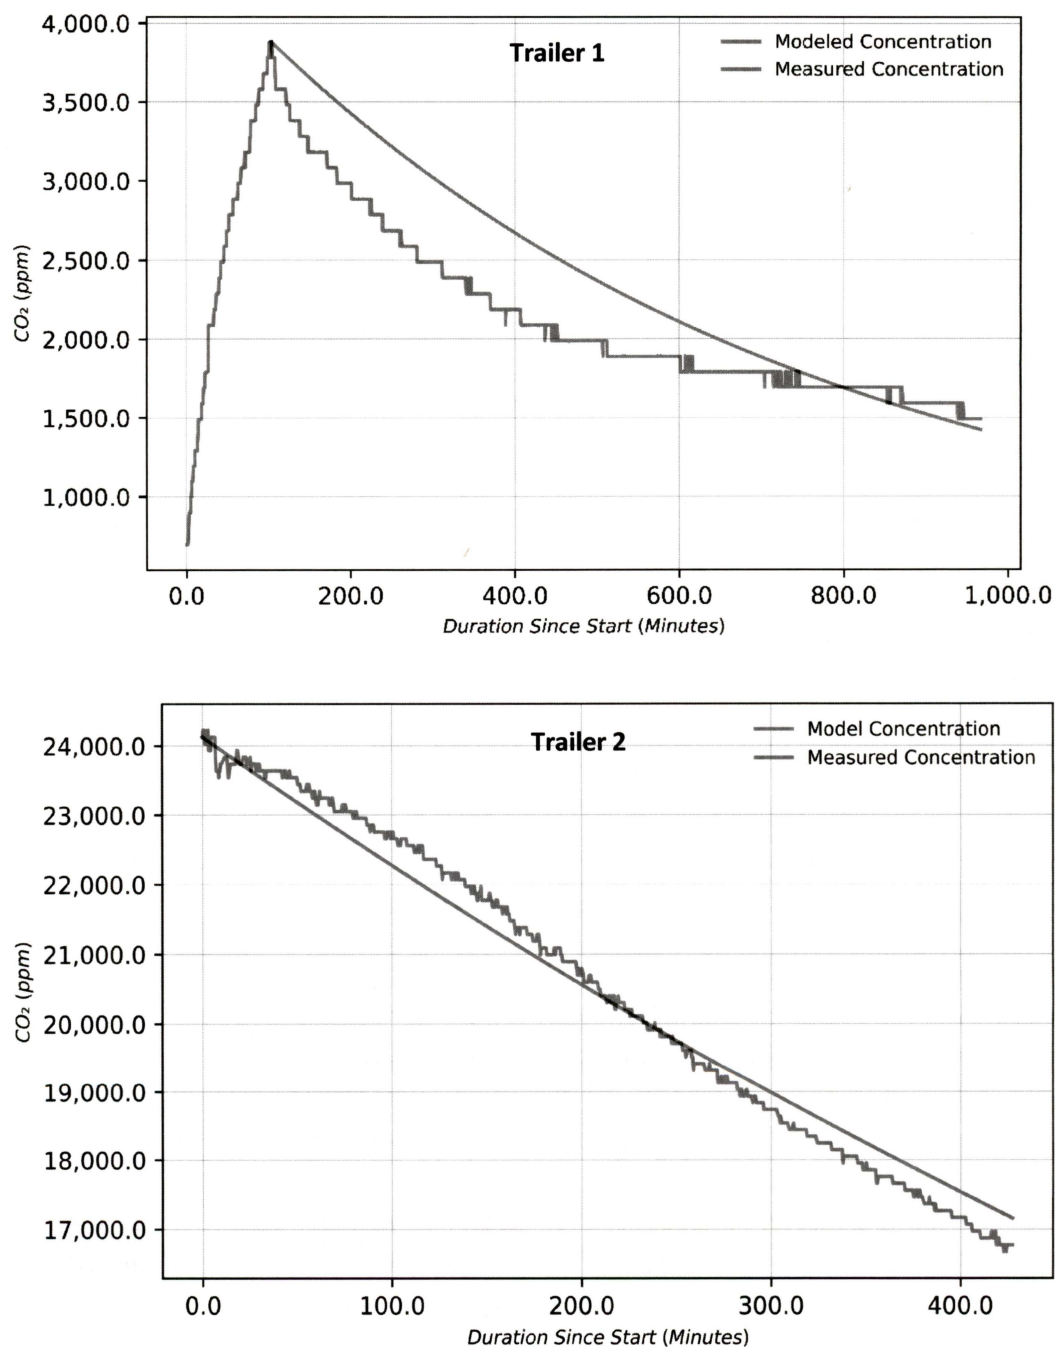 Trailer 1
Modeled Concentration
Measured Concentration
4,000.0
3,500.0
3,000.0
2,500.0
2,000.0
1,500.0
1,000.0
CO₂ (ppm)
0.0 200.0 400.0 600.0 800.0 1,000.0
Duration Since Start (Minutes)
Trailer 2
Model Concentration
Measured Concentration
24,000.0
23,000.0
22,000.0
21,000.0
20,000.0
19,000.0
18,000.0
17,000.0
CO₂ (ppm)
0.0 100.0 200.0 300.0 400.0
Duration Since Start (Minutes)